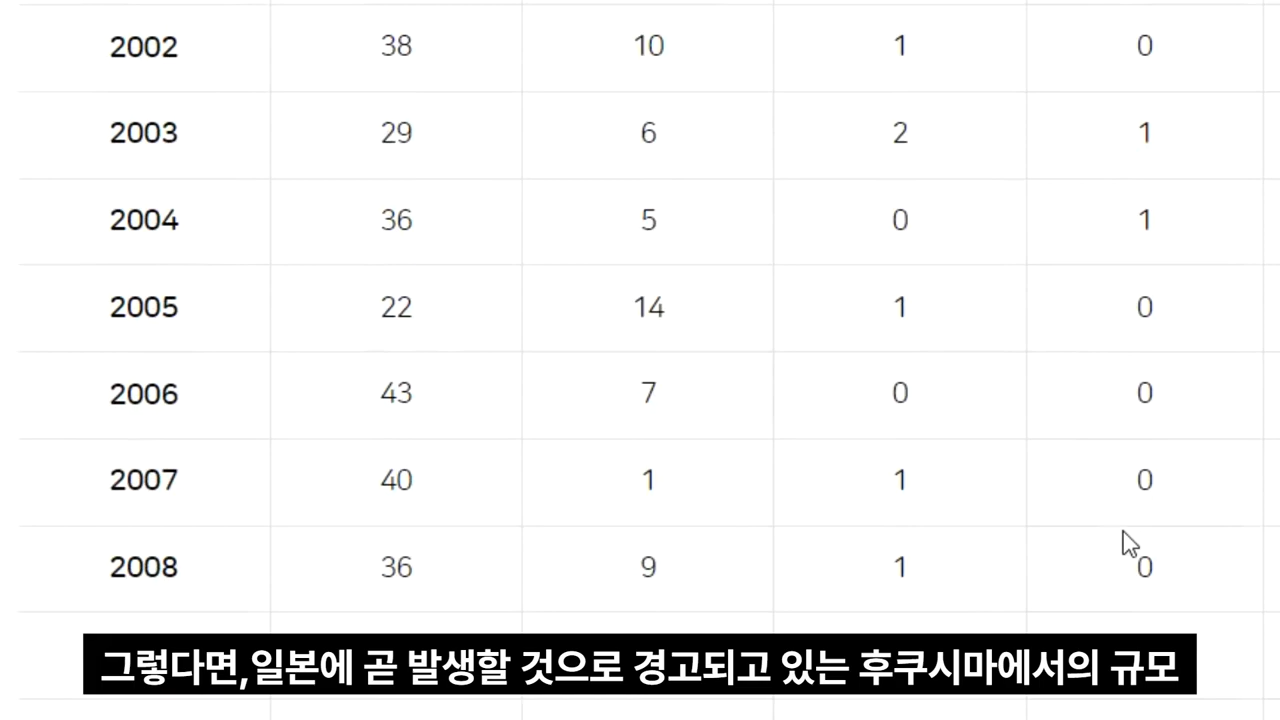 2002 38 10 1 0
2003 29 6 2 1
2004 36 5 0 1
2005 22 14 1 0
2006 43 7 0 0
2007 40 1 1 0
2008 36 9 1 0
그렇다면,일본에 곧 발생할 것으로 경고되고 있는 후쿠시마에서의 규모